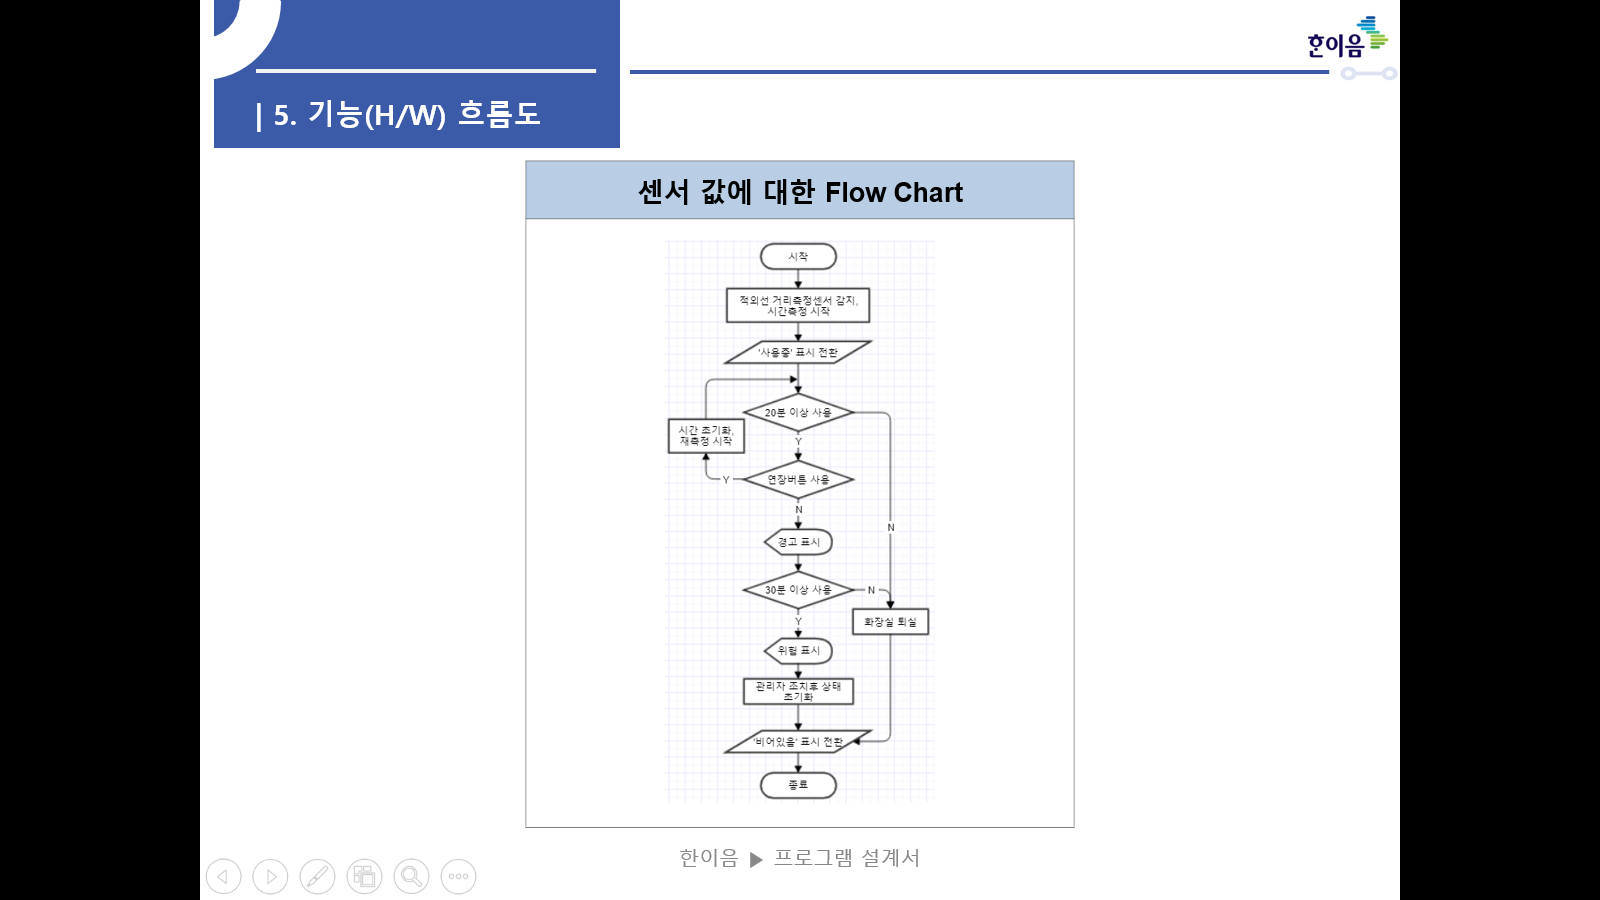 한이음
| 5. 기능(H/W) 흐름도
센서 값에 대한 Flow Chart
시작
적외선 거리측정센서 감지,
시간측정 시작
'사용중' 표시 전환
20분 이상 사용
시간 초기화,
재측정 시작
Y
연장버튼 사용
Y
N
N
경고 표시
30분 이상 사용
N
Y
화장실 퇴실
위험 표시
관리자 조치후 상태
초기화
'비어있음' 표시 전환
종료
한이음 ▶ 프로그램 설계서